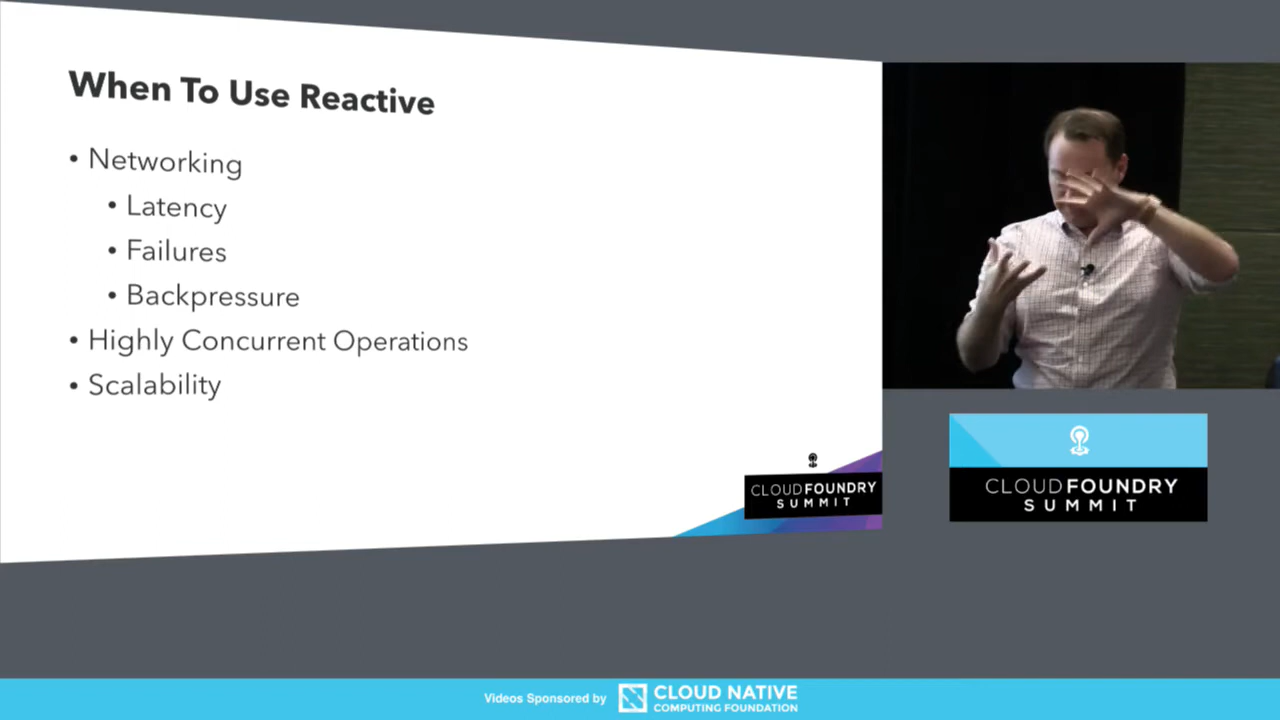 When To Use Reactive
• Networking
• Latency
• Failures
• Backpressure
• Highly Concurrent Operations
• Scalability
CLOUDFOUNDRY
SUMMIT
CLOUDFOUNDRY
SUMMIT
Videos Sponsored by
CLOUD NATIVE
COMPUTING FOUNDATION